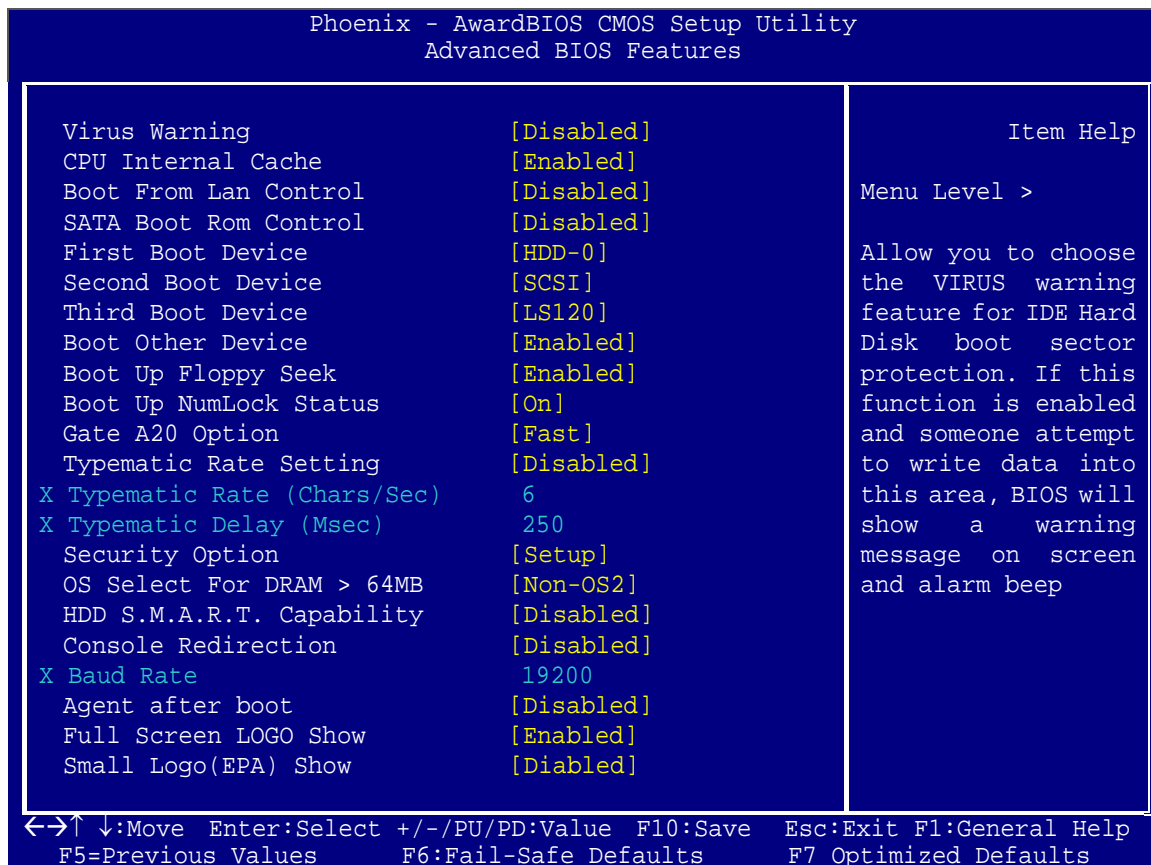 Phoenix - AwardBIOS CMOS Setup Utility
Advanced BIOS Features
Virus Warning [Disabled]
CPU Internal Cache [Enabled]
Boot From Lan Control [Disabled]
SATA Boot Rom Control [Disabled]
First Boot Device [HDD-0]
Second Boot Device [SCSI]
Third Boot Device [LS120]
Boot Other Device [Enabled]
Boot Up Floppy Seek [Enabled]
Boot Up NumLock Status [On]
Gate A20 Option [Fast]
Typematic Rate Setting [Disabled]
X Typematic Rate (Chars/Sec) 6
X Typematic Delay (Msec) 250
Security Option [Setup]
OS Select For DRAM > 64MB [Non-OS2]
HDD S.M.A.R.T. Capability [Disabled]
Console Redirection [Disabled]
X Baud Rate 19200
Agent after boot [Disabled]
Full Screen LOGO Show [Enabled]
Small Logo(EPA) Show [Diabled]
Item Help
Menu Level >
Allow you to choose
the VIRUS warning
feature for IDE Hard
Disk boot sector
protection. If this
function is enabled
and someone attempt
to write data into
this area, BIOS will
show a warning
message on screen
and alarm beep
←→↑ ↓:Move Enter:Select +/-/PU/PD:Value F10:Save Esc:Exit F1:General Help
F5=Previous Values F6:Fail-Safe Defaults F7 Optimized Defaults